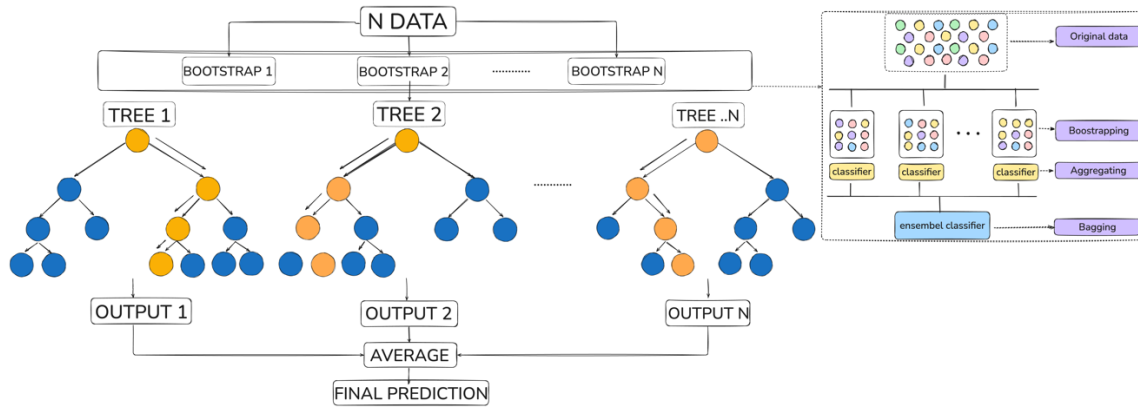 N DATA
BOOTSTRAP 1
BOOTSTRAP 2
BOOTSTRAP N
TREE 1
TREE 2
TREE ..N
OUTPUT 1
OUTPUT 2
OUTPUT N
AVERAGE
FINAL PREDICTION
Original data
Boostrapping
classifier
classifier
classifier
Aggregating
ensembel classifier
Bagging